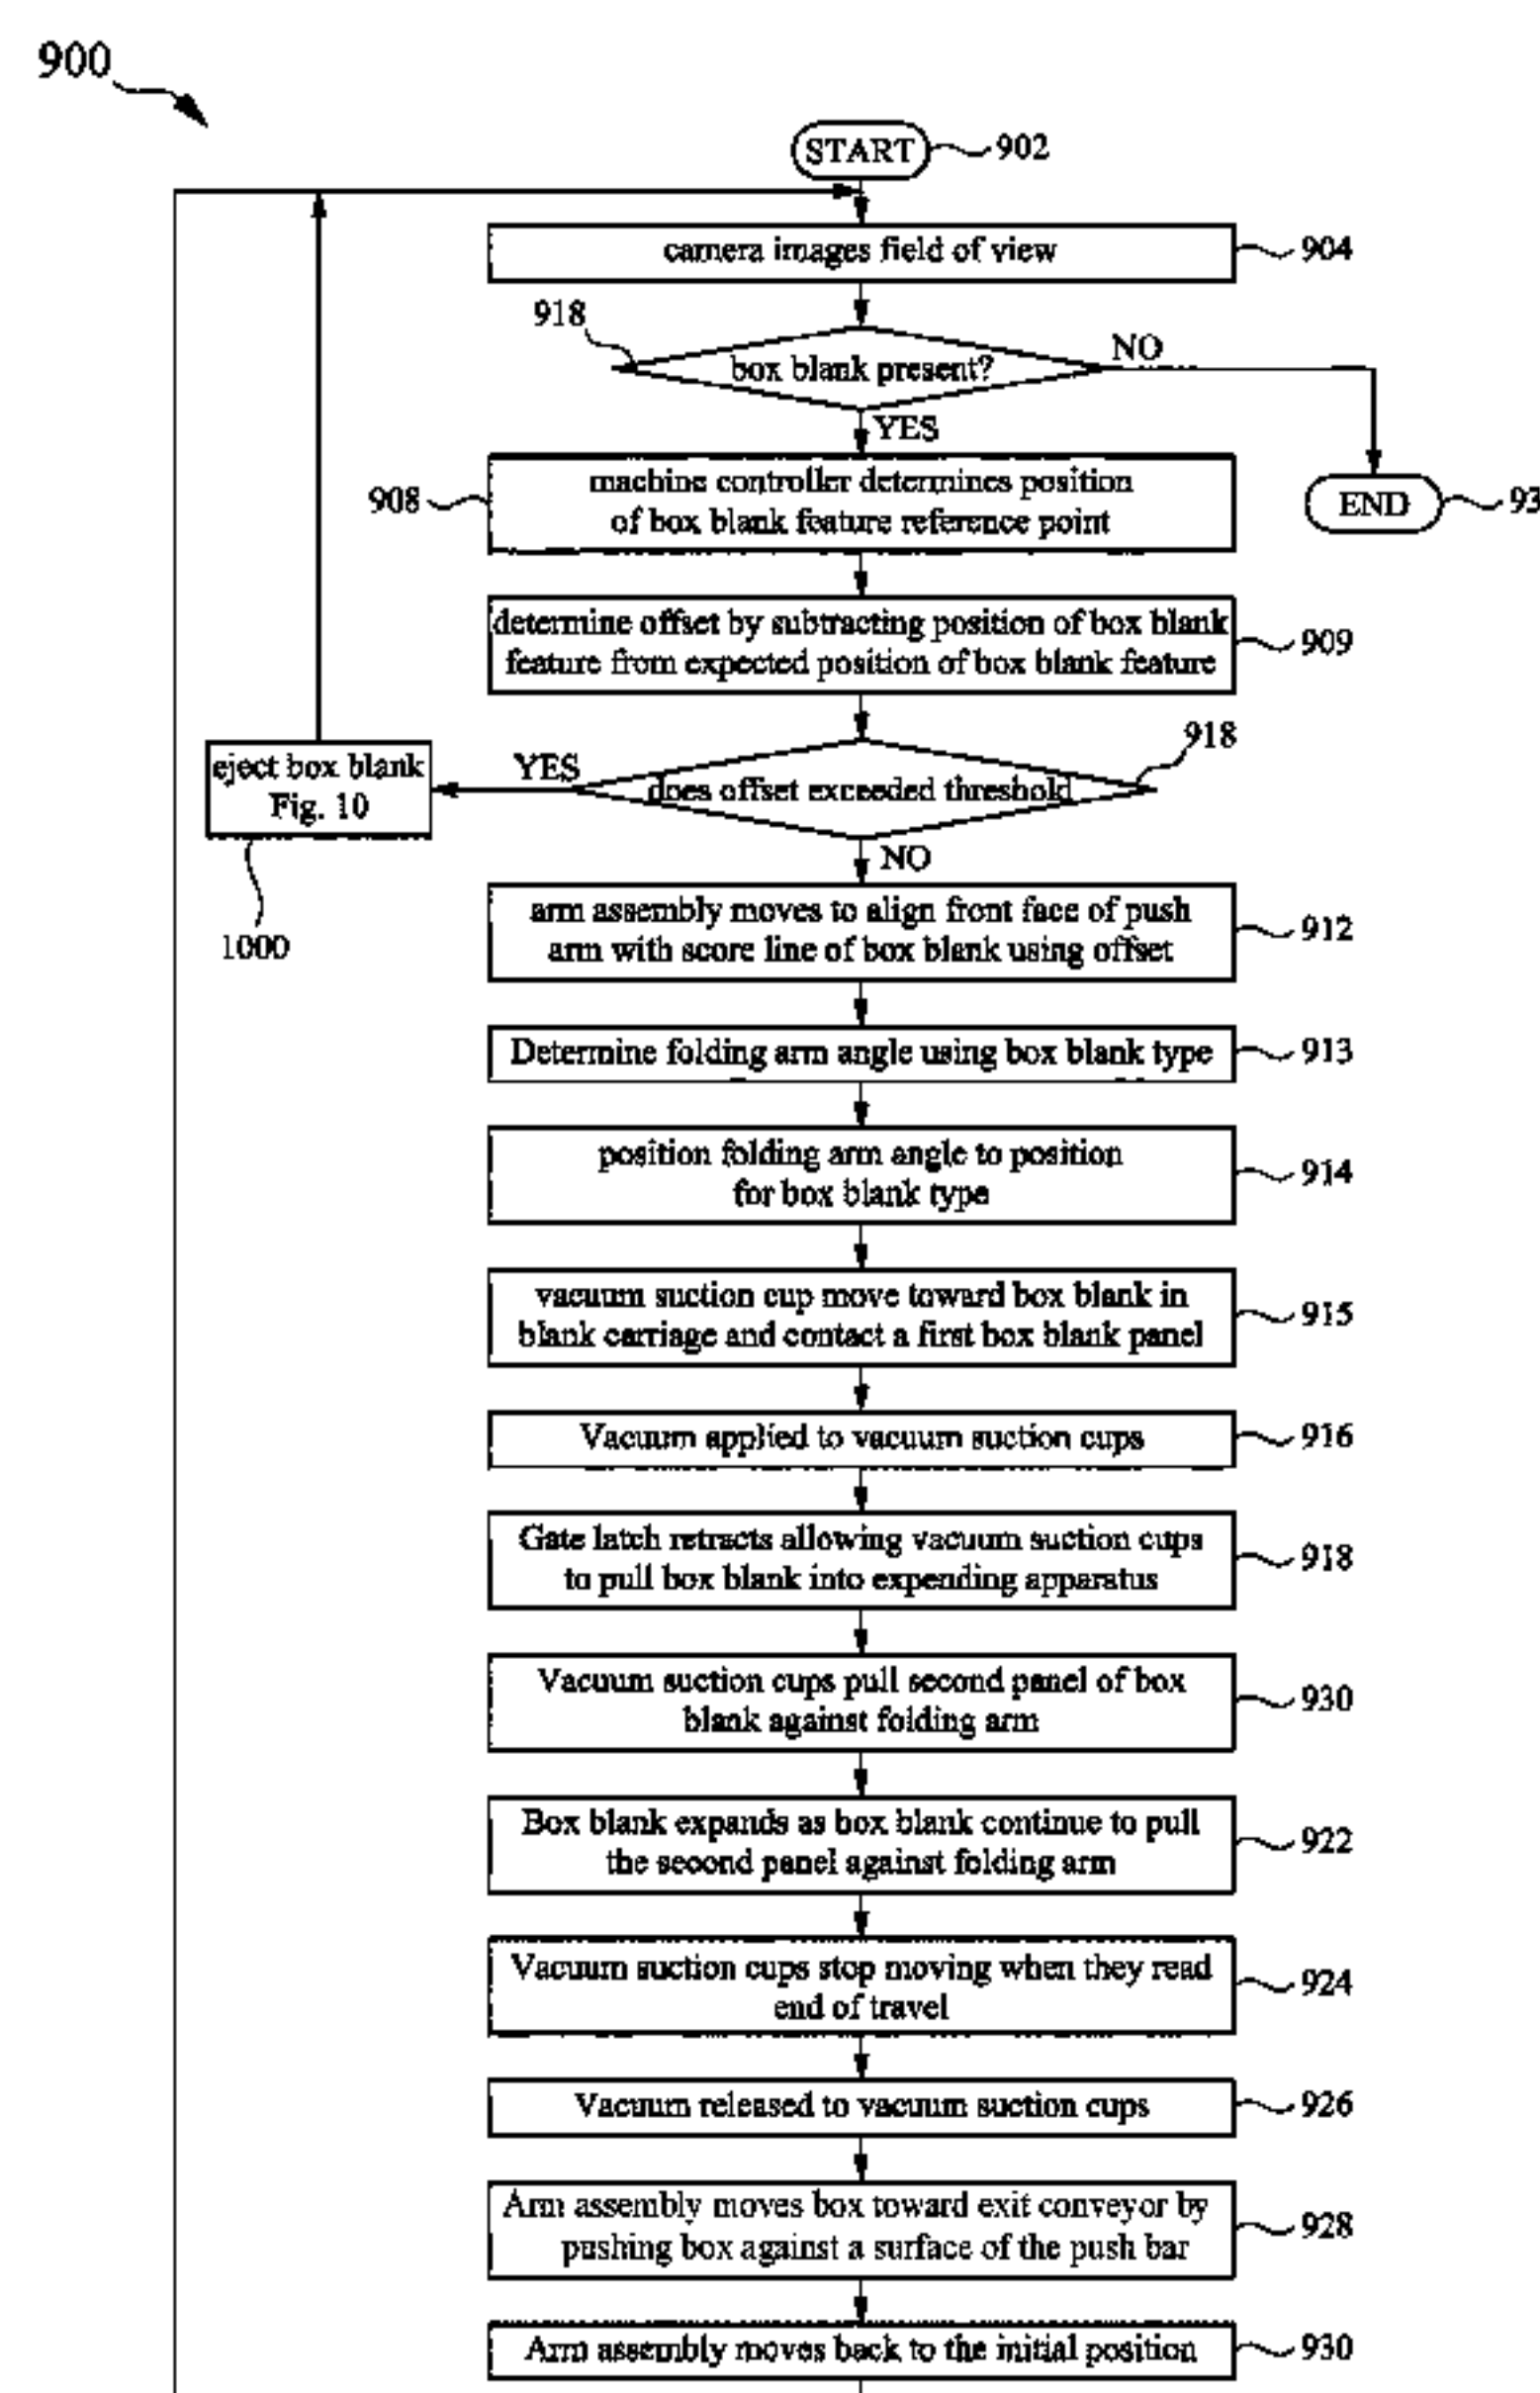 900
START
902
camera images field of view
904
918
box blank present?
NO
YES
machine controller determines position
of box blank feature reference point
908
END
93
determine offset by subtracting position of box blank
feature from expected position of box blank feature
909
918
eject box blank
Fig. 10
YES
does offset exceeded threshold
1000
NO
arm assembly moves to align front face of push
arm with score line of box blank using offset
912
Determine folding arm angle using box blank type
913
position folding arm angle to position
for box blank type
914
vacuum suction cup move toward box blank in
blank carriage and contact a first box blank panel
915
Vacuum applied to vacuum suction cups
916
Gate latch retracts allowing vacuum suction cups
to pull box blank into expending apparatus
918
Vacuum suction cups pull second panel of box
blank against folding arm
930
Box blank expands as box blank continue to pull
the second panel against folding arm
922
Vacuum suction cups stop moving when they read
end of travel
924
Vacuum released to vacuum suction cups
926
Arm assembly moves box toward exit conveyor by
pushing box against a surface of the push bar
928
Arm assembly moves back to the initial position
930